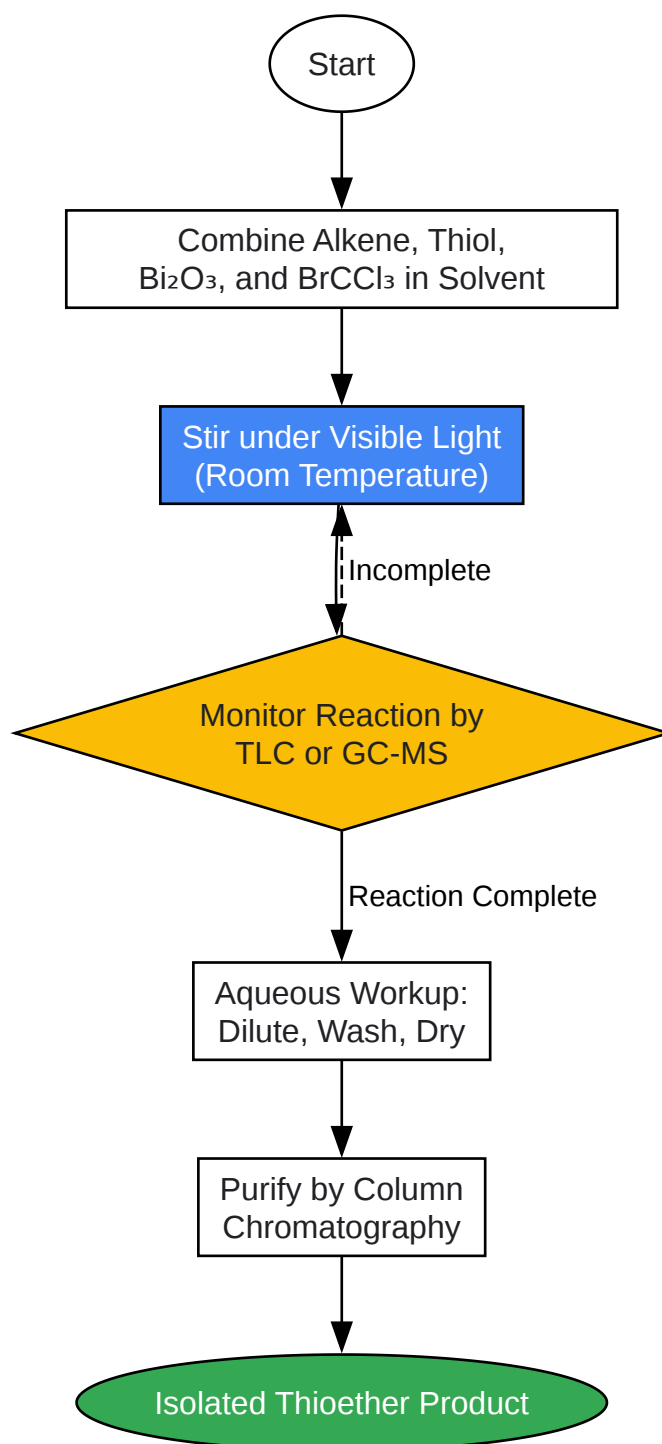 Start
Combine Alkene, Thiol,
Bi₂O₃, and BrCCl₃ in Solvent
Stir under Visible Light
(Room Temperature)
Incomplete
Monitor Reaction by
TLC or GC-MS
Reaction Complete
Aqueous Workup:
Dilute, Wash, Dry
Purify by Column
Chromatography
Isolated Thioether Product